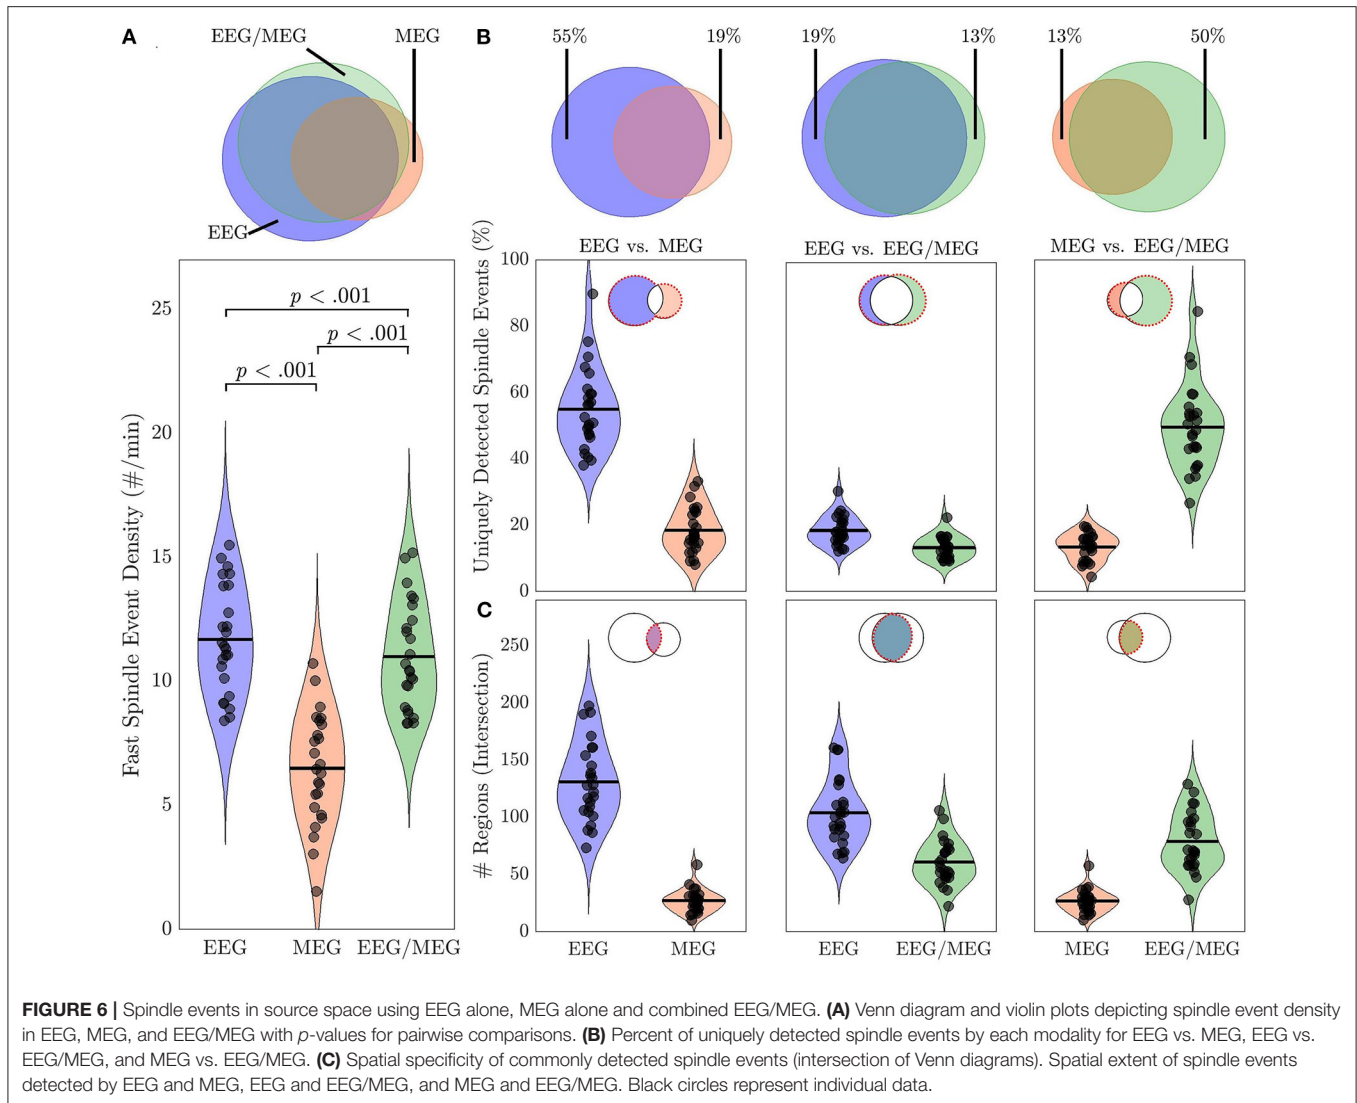 A
EEG/MEG
MEG
EEG
B
55%
19%
19%
13%
13%
50%
Fast Spindle Event Density (#/min)
25
20
15
10
5
0
p < .001
p < .001
p < .001
EEG
MEG
EEG/MEG
EEG vs. MEG
EEG vs. EEG/MEG
MEG vs. EEG/MEG
Uniquely Detected Spindle Events (%)
100
80
60
40
20
0
C
# Regions (Intersection)
250
200
150
100
50
0
EEG
MEG
EEG
EEG/MEG
MEG
EEG/MEG
FIGURE 6 | Spindle events in source space using EEG alone, MEG alone and combined EEG/MEG. (A) Venn diagram and violin plots depicting spindle event density
in EEG, MEG, and EEG/MEG with p-values for pairwise comparisons. (B) Percent of uniquely detected spindle events by each modality for EEG vs. MEG, EEG vs.
EEG/MEG, and MEG vs. EEG/MEG. (C) Spatial specificity of commonly detected spindle events (intersection of Venn diagrams). Spatial extent of spindle events
detected by EEG and MEG, EEG and EEG/MEG, and MEG and EEG/MEG. Black circles represent individual data.